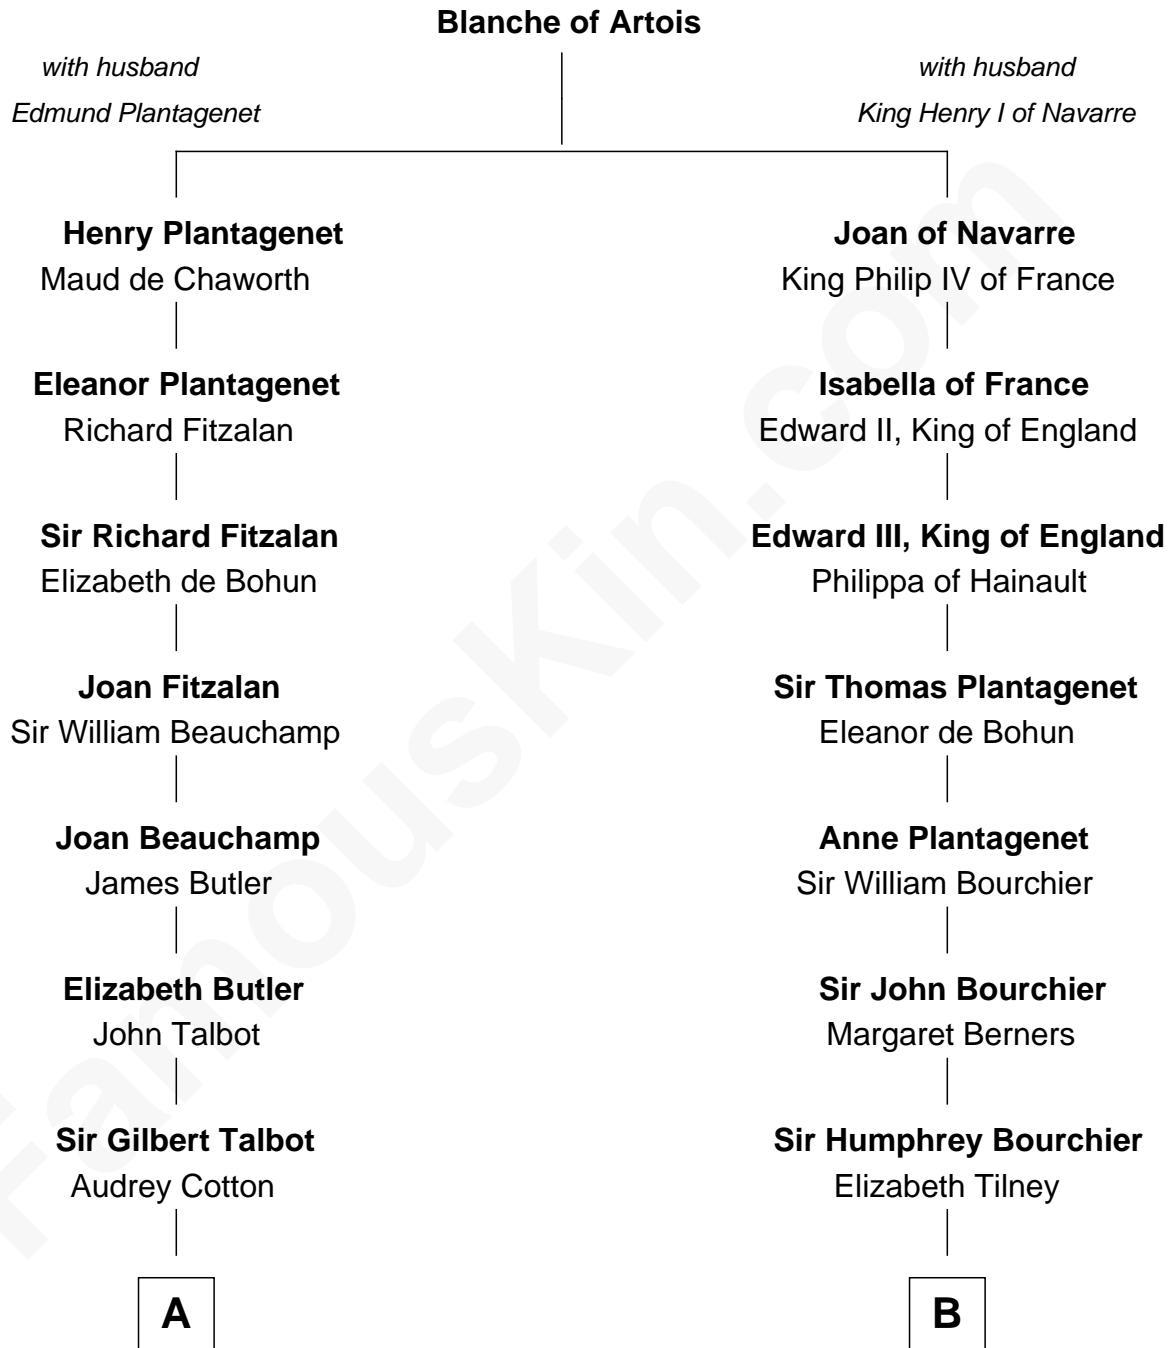 Blanche of Artois
with husband
Edmund Plantagenet
with husband
King Henry I of Navarre
Henry Plantagenet
Maud de Chaworth
Joan of Navarre
King Philip IV of France
Eleanor Plantagenet
Richard Fitzalan
Isabella of France
Edward II, King of England
Sir Richard Fitzalan
Elizabeth de Bohun
Edward III, King of England
Philippa of Hainault
Joan Fitzalan
Sir William Beauchamp
Sir Thomas Plantagenet
Eleanor de Bohun
Joan Beauchamp
James Butler
Anne Plantagenet
Sir William Bourchier
Elizabeth Butler
John Talbot
Sir John Bourchier
Margaret Berners
Sir Gilbert Talbot
Audrey Cotton
Sir Humphrey Bourchier
Elizabeth Tilney
A
B
FamousKin.com